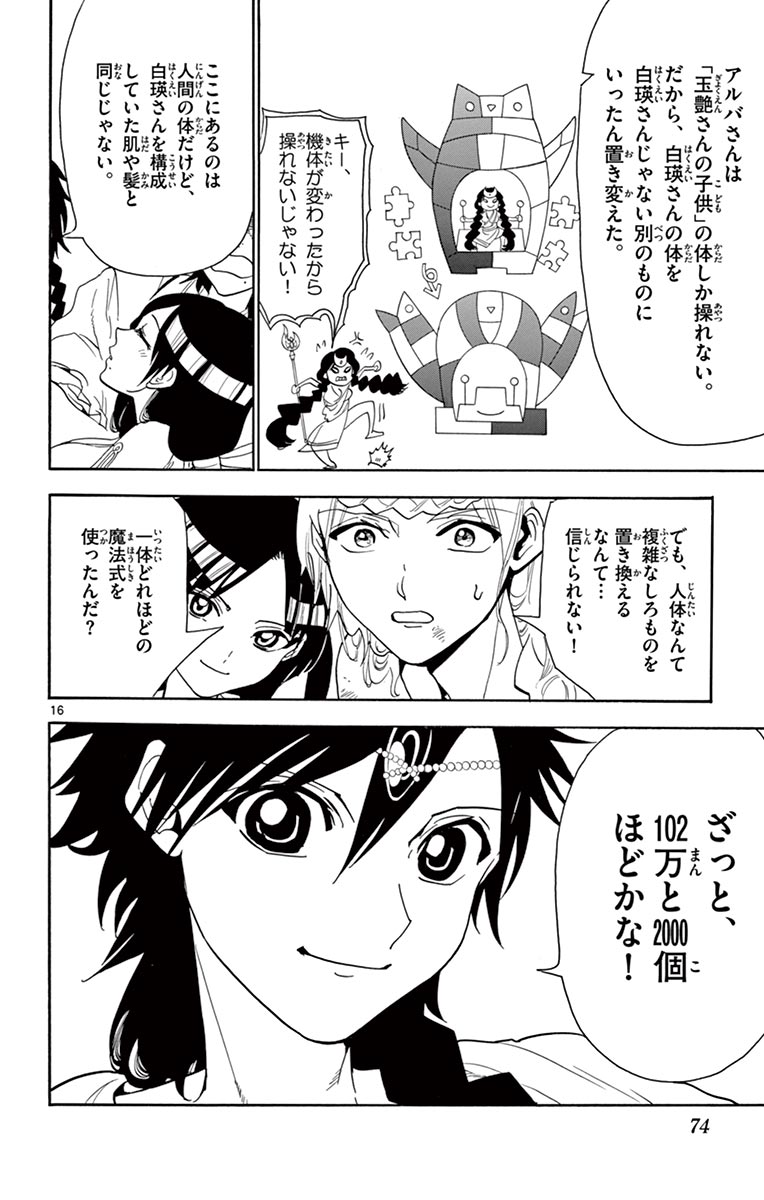 アルバさんは
「玉艶さんの子供」の体しか操れない。
だから、白瑛さんの体を
白瑛さんじゃない別のものに
いったん置き変えた。
キー、
機体が変わったから
操れないじゃない！
ここにあるのは
人間の体だけど、
白瑛さんを構成
していた肌や髪と
同じじゃない。
でも、人体なんて
複雑なしろものを
置き換える
なんて…
信じられない！
一体どれほどの
魔法式を
使ったんだ？
16
ざっと、
102万と2000個
ほどかな！
74